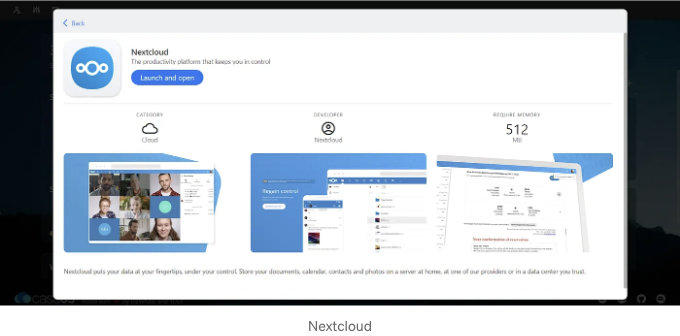 Back
Nextcloud
The productivity platform that keeps you in control
Launch and open
CATEGORY
Cloud
DEVELOPER
Nextcloud
REQUIRE MEMORY
512
MB
Regain control
Nextcloud puts your data at your fingertips, under your control. Store your documents, calendar, contacts and photos on a server at home, at one of our providers or in a data center you trust.
Nextcloud